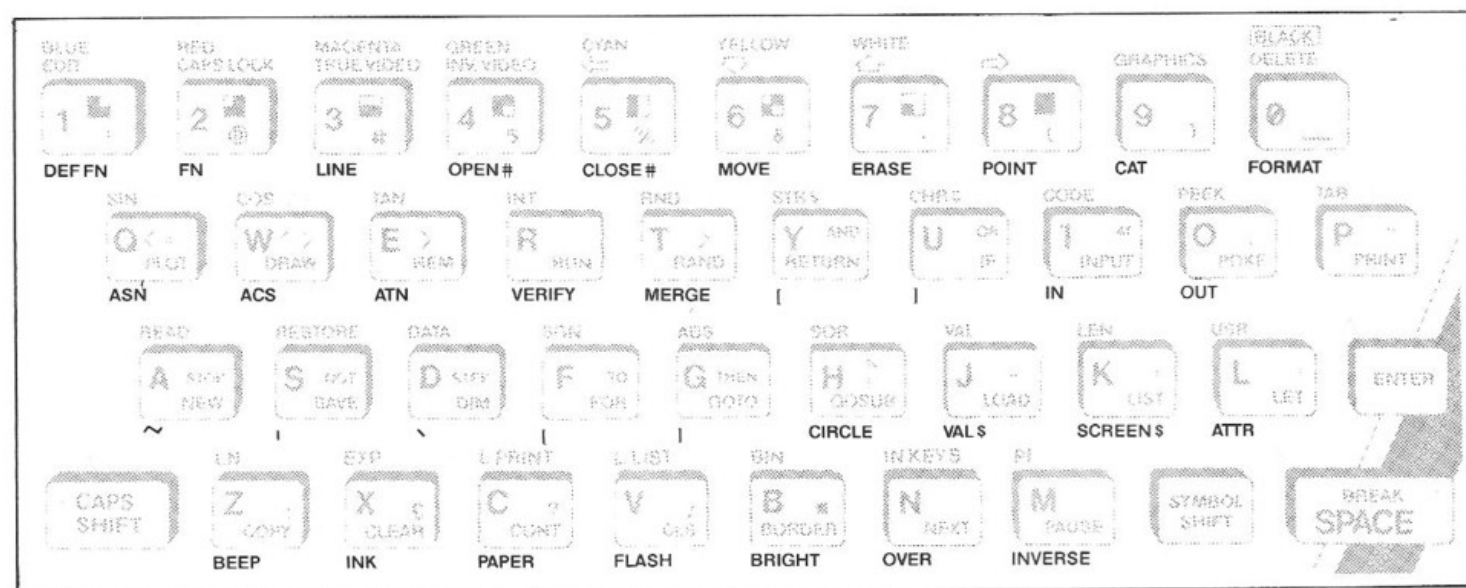 BLUE RED MAGENTA GREEN CYAN YELLOW WHITE BLACK
EDIT CAPS LOCK TRUE VIDEO INV. VIDEO ⇦ ⇩ ⇧ ⇨ GRAPHICS DELETE
1 2 @ 3 # 4 5 % 6 & 7 8 ( 9 ) 0 _
DEF FN FN LINE OPEN # CLOSE # MOVE ERASE POINT CAT FORMAT
SIN COS TAN INT RND STR $ CHR $ CODE PEEK TAB
Q W E R T > Y AND U OR I AT O P "
PLOT DRAW REM RUN RAND RETURN IF INPUT POKE PRINT
ASN ACS ATN VERIFY MERGE [ ] IN OUT
READ RESTORE DATA SGN ABS SQR VAL LEN USR
A STOP S NOT D STEP F TO G THEN H J - K L ENTER
NEW SAVE DIM FOR GOTO GOSUB LOAD LIST LET
~ CIRCLE VAL $ SCREEN $ ATTR
LN EXP L PRINT L LIST BIN IN KEY $ PI
CAPS Z X C ? V B * N M SYMBOL BREAK
SHIFT COPY CLEAR CONT CLS BORDER NEXT PAUSE SHIFT SPACE
BEEP INK PAPER FLASH BRIGHT OVER INVERSE